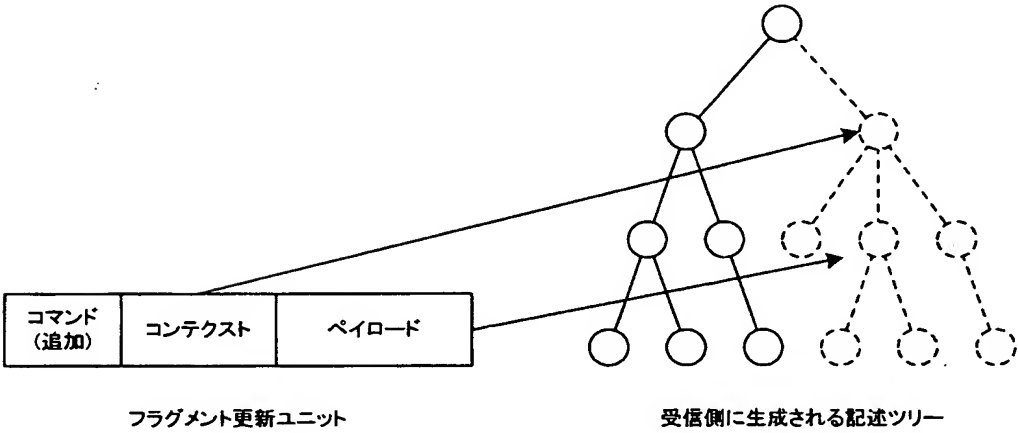 コマンド
(追加)
コンテクスト
ペイロード
フラグメント更新ユニット
受信側に生成される記述ツリー